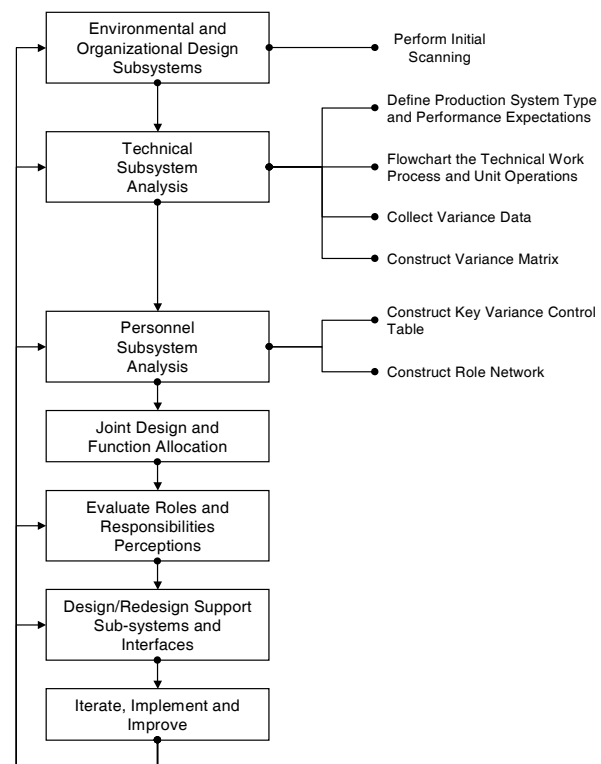 Environmental and
Organizational Design
Subsystems
Perform Initial
Scanning
Define Production System Type
and Performance Expectations
Technical
Subsystem
Analysis
Flowchart the Technical Work
Process and Unit Operations
Collect Variance Data
Construct Variance Matrix
Personnel
Subsystem
Analysis
Construct Key Variance Control
Table
Construct Role Network
Joint Design and
Function Allocation
Evaluate Roles and
Responsibilities
Perceptions
Design/Redesign Support
Sub-systems and
Interfaces
Iterate, Implement and
Improve